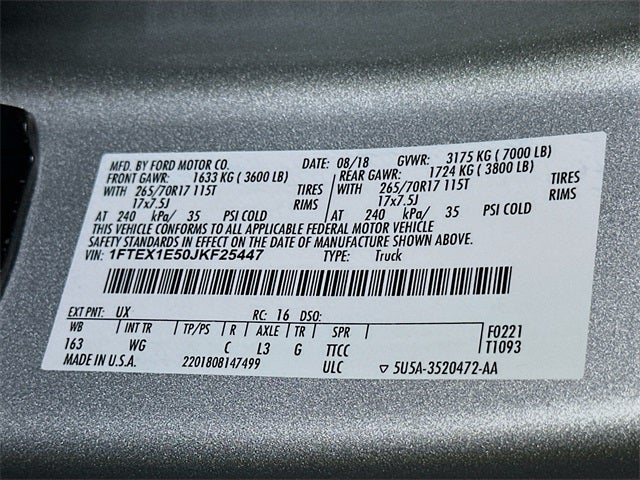 MFD. BY FORD MOTOR CO. DATE: 08/18 GVWR: 3175 KG ( 7000 LB)
FRONT GAWR: 1633 KG ( 3600 LB) REAR GAWR: 1724 KG ( 3800 LB)
WITH 265/70R17 115T TIRES WITH 265/70R17 115T TIRES
17x7.5J RIMS 17x7.5J RIMS
AT 240 kPa/ 35 PSI COLD AT 240 kPa/ 35 PSI COLD
THIS VEHICLE CONFORMS TO ALL APPLICABLE FEDERAL MOTOR VEHICLE
SAFETY STANDARDS IN EFFECT ON THE DATE OF MANUFACTURE SHOWN ABOVE.
VIN: 1FTEX1E50JKF25447 TYPE: Truck
EXT PNT: UX RC: 16 DSO:
WB INT TR TP/PS R AXLE TR SPR F0221
163 WG C L3 G TTCC T1093
MADE IN U.S.A. 2201808147499 ULC ▽ 5U5A-3520472-AA